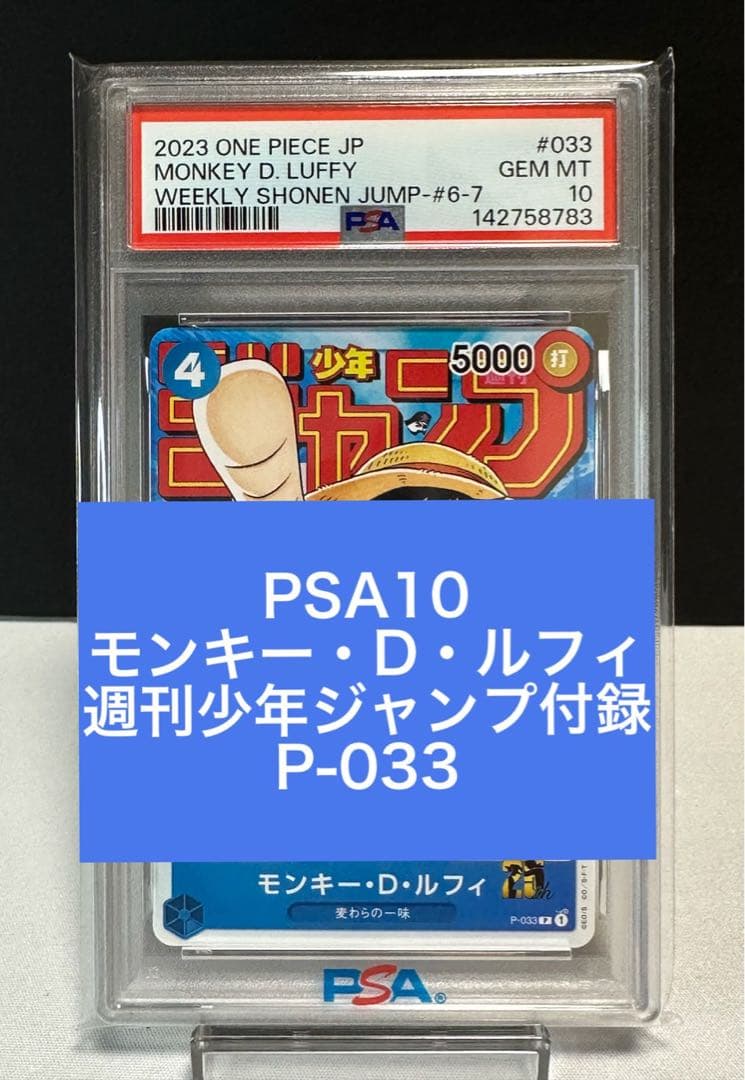 2023 ONE PIECE JP #033
MONKEY D. LUFFY GEM MT
WEEKLY SHONEN JUMP-#6-7 10
PSA 142758783
4 少年 5000 打
ジャンプ
PSA10
モンキー・D・ルフィ
週刊少年ジャンプ付録
P-033
モンキー・D・ルフィ 25th
麦わらの一味 P-033 P 1
PSA